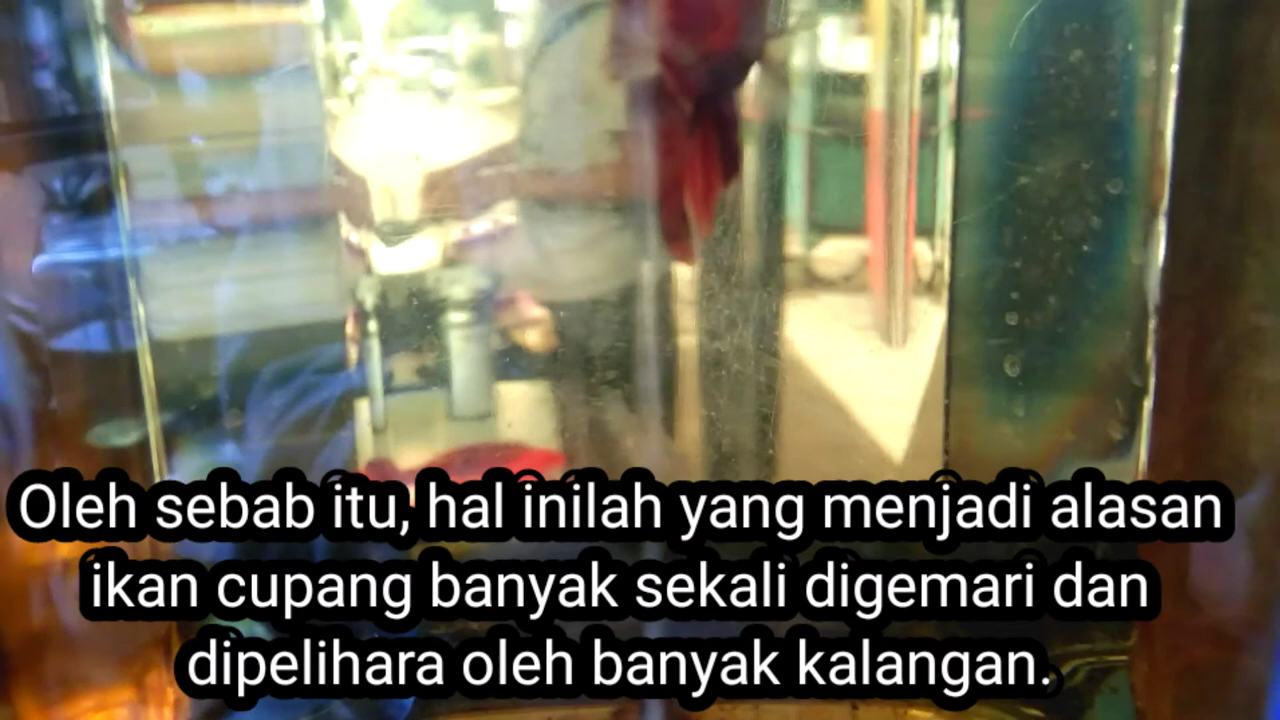 Oleh sebab itu, hal inilah yang menjadi alasan
ikan cupang banyak sekali digemari dan
dipelihara oleh banyak kalangan.